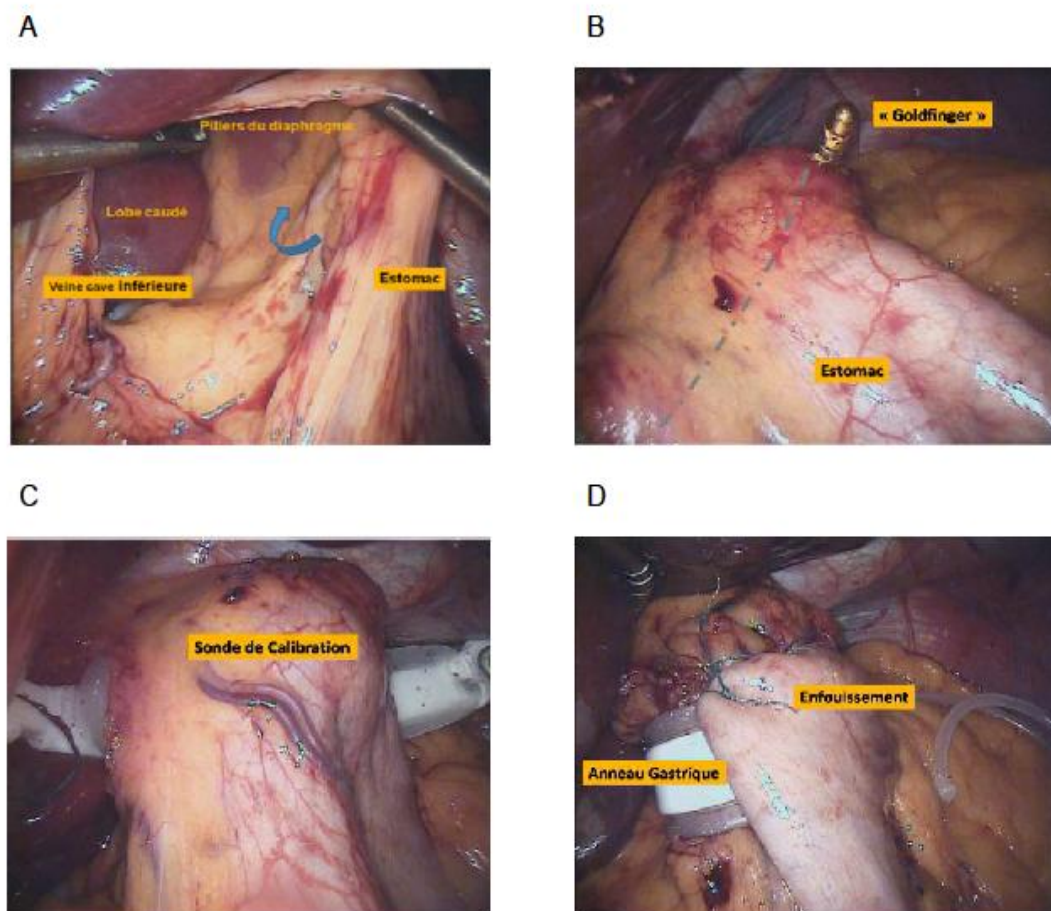 A
B
Piliers du diaphragme
Lobe caudé
Veine cave inférieure
Estomac
« Goldfinger »
Estomac
C
D
Sonde de Calibration
Enfouissement
Anneau Gastrique